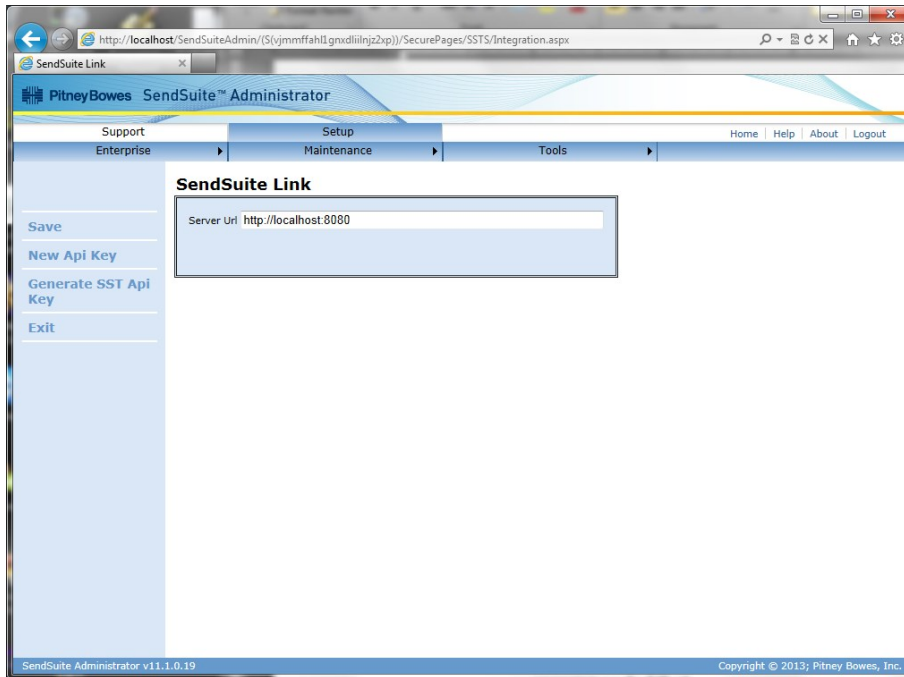 http://localhost/SendSuiteAdmin/(S(vjmmffahl1gnxdliilnjz2xp))/SecurePages/SSTS/Integration.aspx
SendSuite Link
PitneyBowes SendSuite™ Administrator
Support Setup Home Help About Logout
Enterprise Maintenance Tools
SendSuite Link
Server Url http://localhost:8080
Save
New Api Key
Generate SST Api
Key
Exit
SendSuite Administrator v11.1.0.19 Copyright © 2013; Pitney Bowes, Inc.